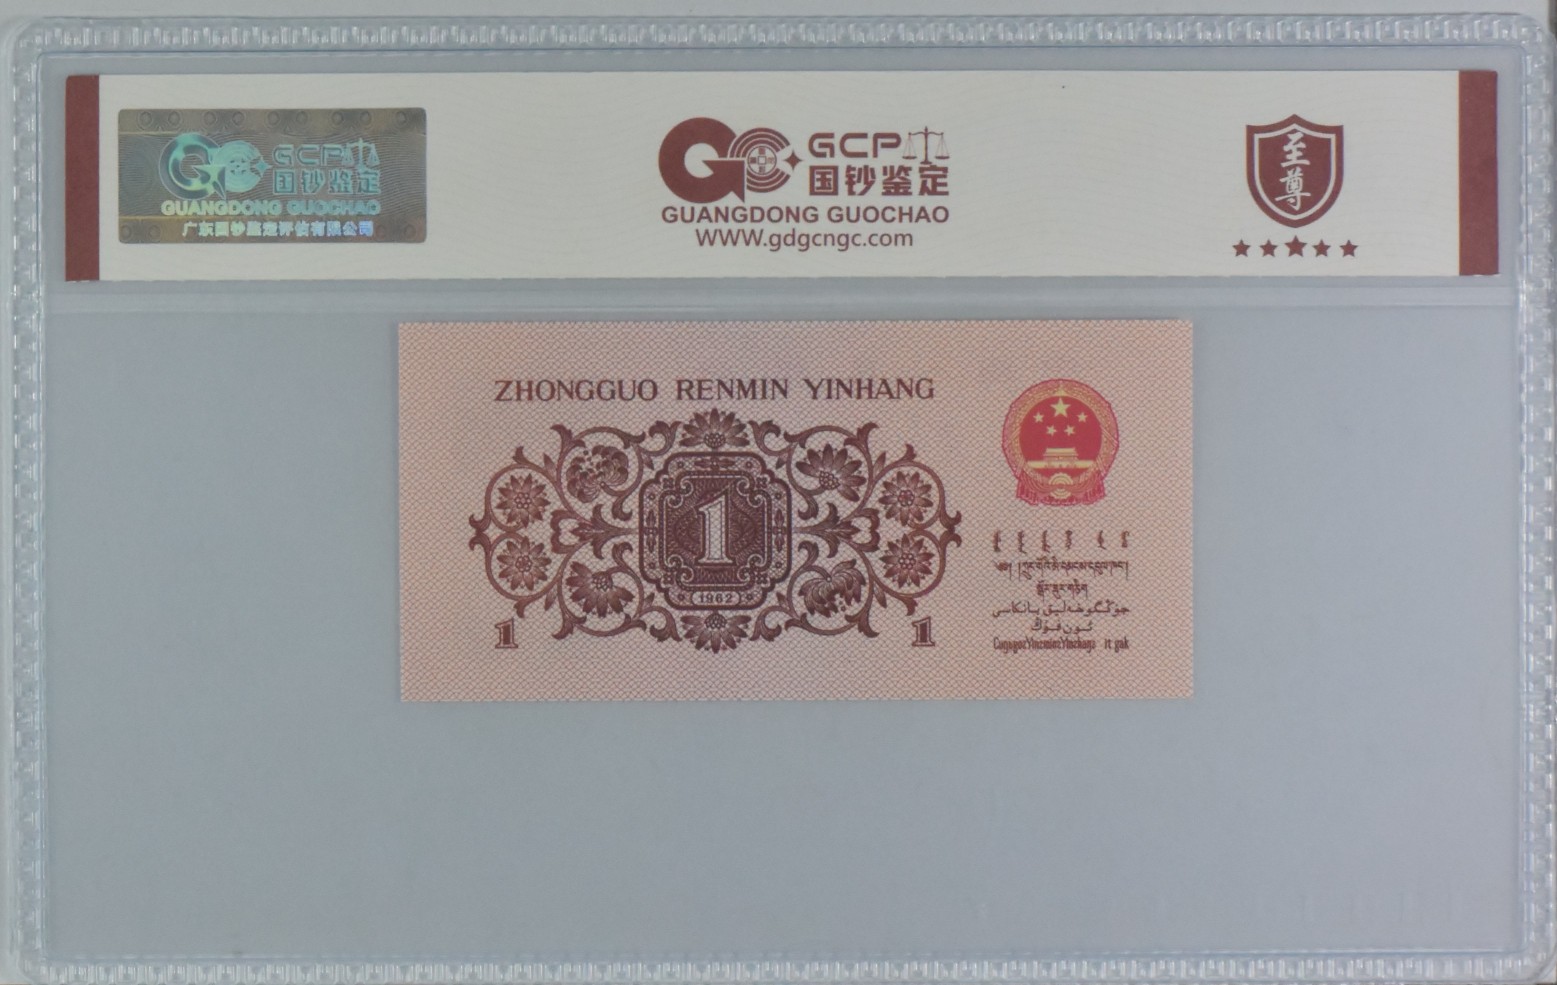 GCP
国钞鉴定
GUANGDONG GUOCHAO
广东国钞鉴定评估有限公司
GCP
国钞鉴定
GUANGDONG GUOCHAO
WWW.gdgcngc.com
至尊
ZHONGGUO RENMIN YINHANG
1
1962
1
1
جۇڭگوخەلىق بانكاسى